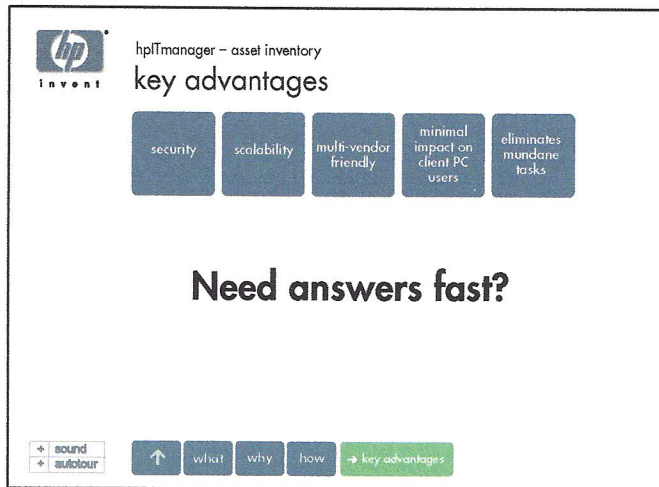 hp
invent
hpITmanager – asset inventory
key advantages
security
scalability
multi-vendor
friendly
minimal
impact on
client PC
users
eliminates
mundane
tasks
Need answers fast?
+ sound
+ autotour
↑
what
why
how
→ key advantages